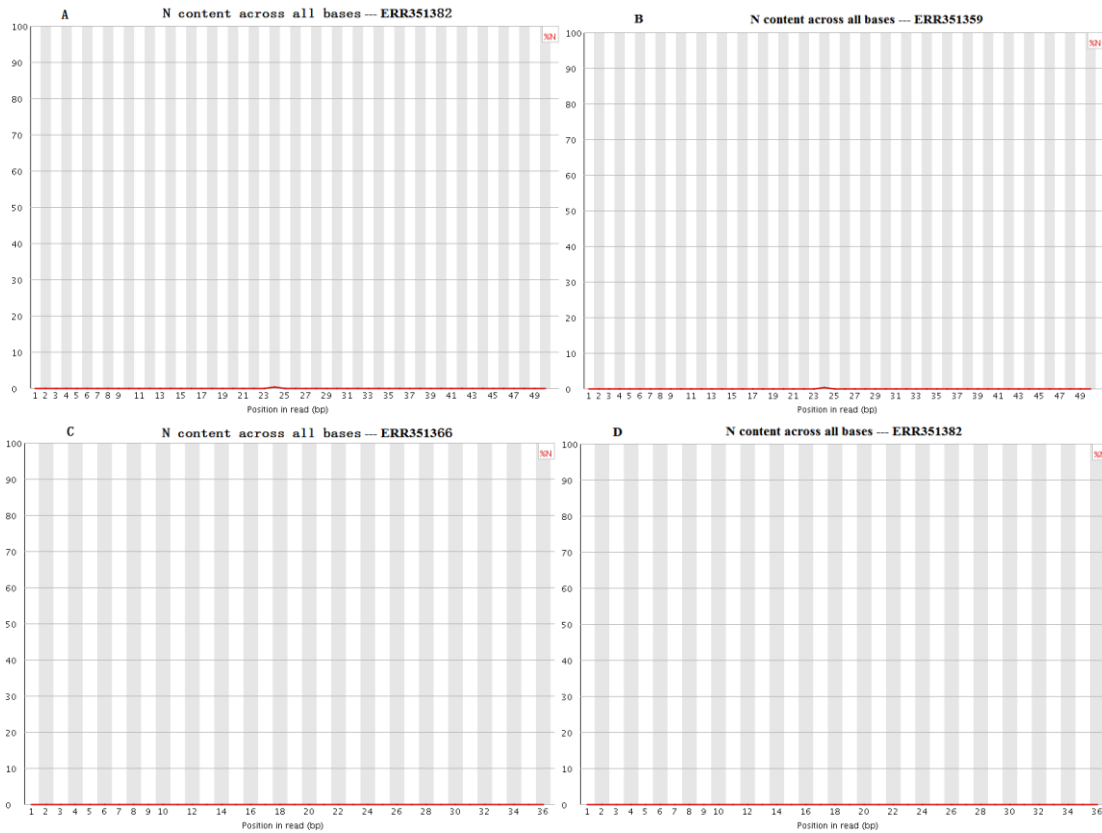 A N content across all bases --- ERR351382
%N
100
90
80
70
60
50
40
30
20
10
0
1 2 3 4 5 6 7 8 9 11 13 15 17 19 21 23 25 27 29 31 33 35 37 39 41 43 45 47 49
Position in read (bp)
B N content across all bases --- ERR351359
%N
100
90
80
70
60
50
40
30
20
10
0
1 2 3 4 5 6 7 8 9 11 13 15 17 19 21 23 25 27 29 31 33 35 37 39 41 43 45 47 49
Position in read (bp)
C N content across all bases --- ERR351366
%N
100
90
80
70
60
50
40
30
20
10
0
1 2 3 4 5 6 7 8 9 10 12 14 16 18 20 22 24 26 28 30 32 34 36
Position in read (bp)
D N content across all bases --- ERR351382
%N
100
90
80
70
60
50
40
30
20
10
0
1 2 3 4 5 6 7 8 9 10 12 14 16 18 20 22 24 26 28 30 32 34 36
Position in read (bp)